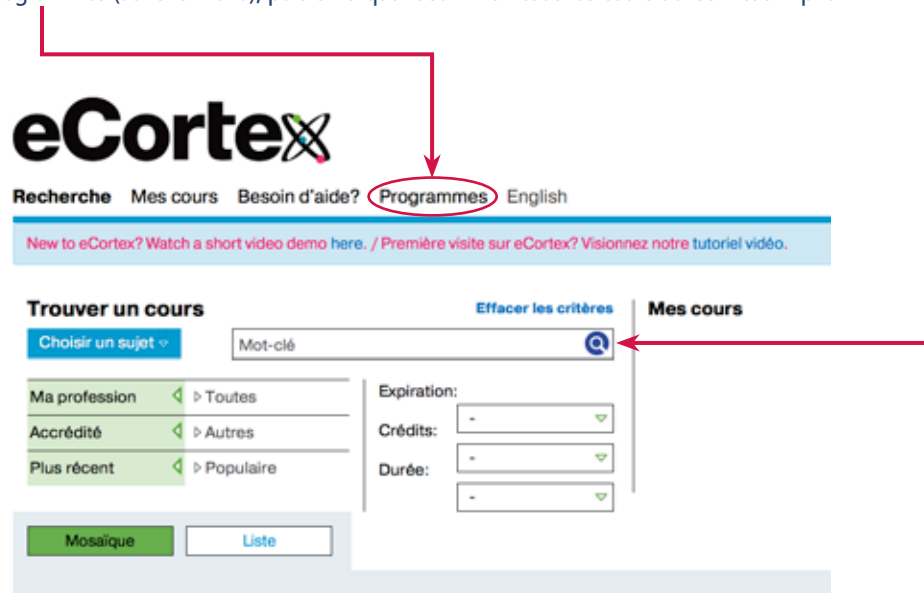 eCortex
Recherche Mes cours Besoin d'aide? Programmes English
New to eCortex? Watch a short video demo here. / Première visite sur eCortex? Visionnez notre tutoriel vidéo.
Trouver un cours Effacer les critères Mes cours
Choisir un sujet Mot-clé
Ma profession Toutes Expiration: -
Accrédité Autres Crédits: -
Plus récent Populaire Durée: -
Mosaïque Liste